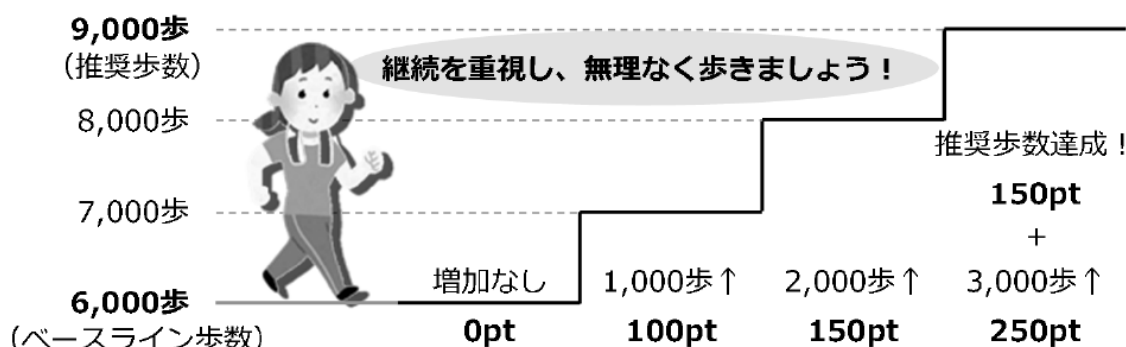 9,000歩
(推奨歩数)
継続を重視し、無理なく歩きましょう！
8,000歩
推奨歩数達成！
150pt
+
7,000歩
増加なし
1,000歩↑
2,000歩↑
3,000歩↑
6,000歩
(ベースライン歩数)
0pt
100pt
150pt
250pt